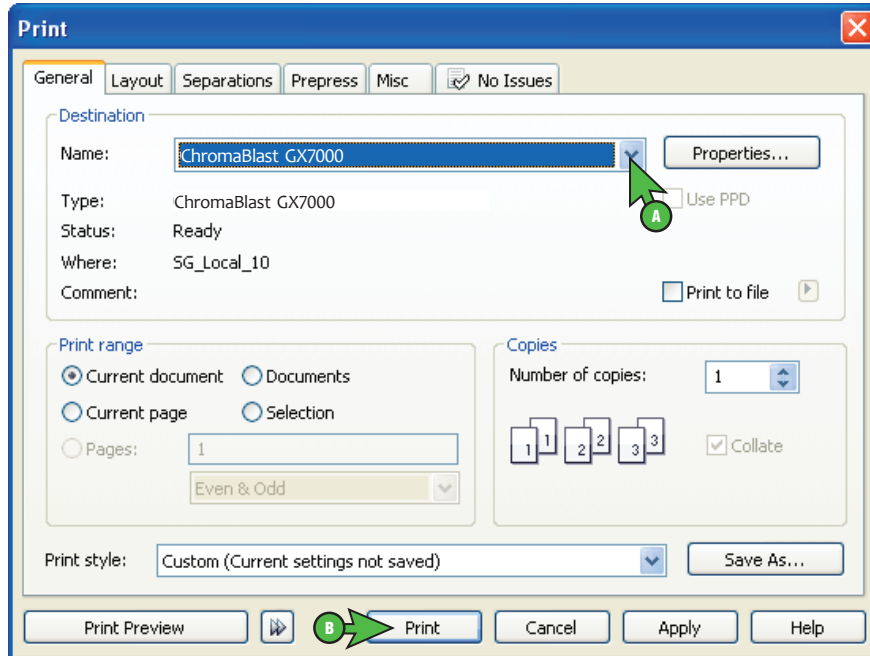 Print
General Layout Separations Prepress Misc No Issues
Destination
Name: ChromaBlast GX7000 Properties...
Type: ChromaBlast GX7000 Use PPD
A
Status: Ready
Where: SG_Local_10
Comment: Print to file
Print range
Current document Documents
Current page Selection
Pages: 1
Even & Odd
Copies
Number of copies: 1
1 1 2 2 3 3 Collate
Print style: Custom (Current settings not saved) Save As...
Print Preview B Print Cancel Apply Help